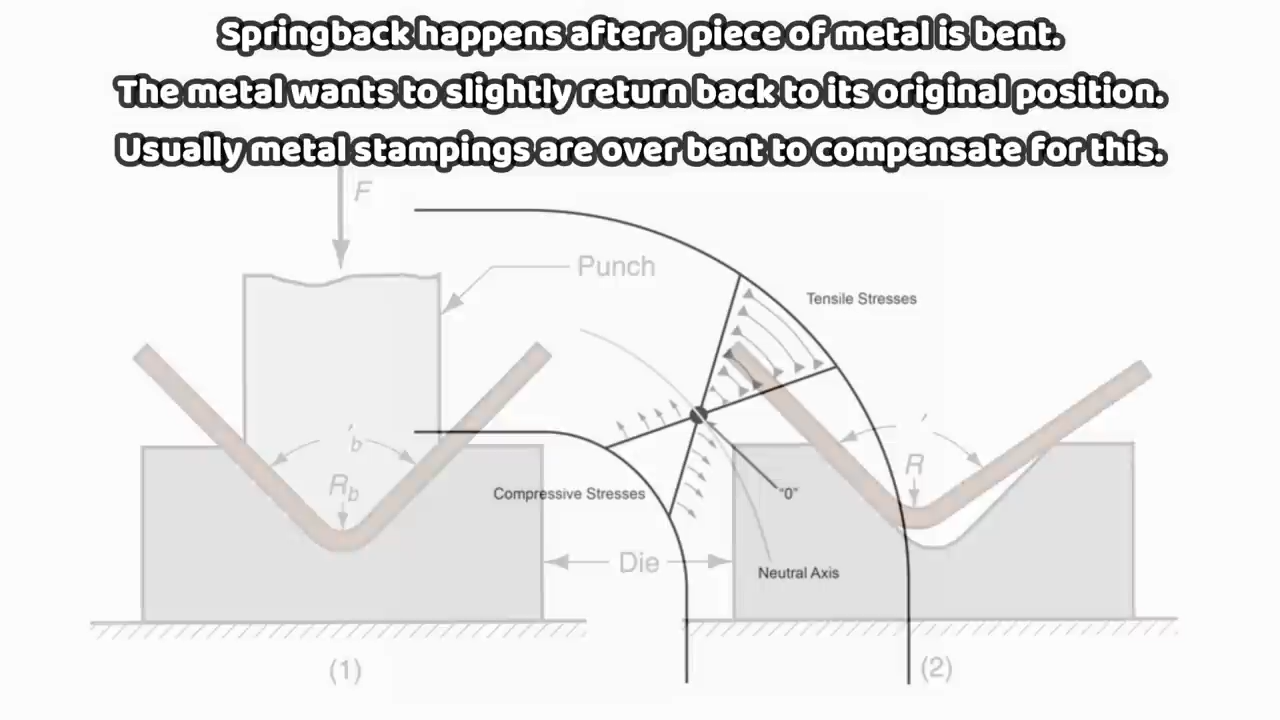 Springback happens after a piece of metal is bent.
The metal wants to slightly return back to its original position.
Usually metal stampings are over bent to compensate for this.
F
Punch
Tensile Stresses
'b
'
R
Rb
Compressive Stresses
"0"
Die
Neutral Axis
(1)
(2)